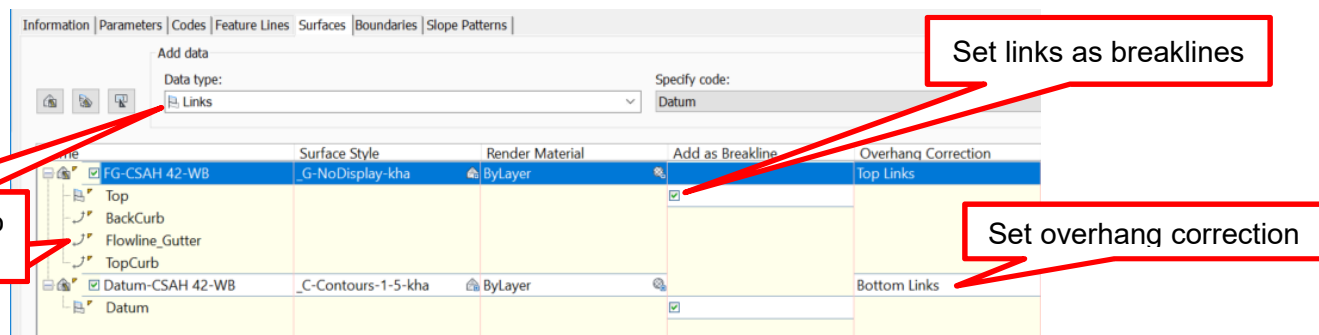 Information Parameters Codes Feature Lines Surfaces Boundaries Slope Patterns
Set links as breaklines
Add data
Data type:
Specify code:
Links
Datum
Surface Style
Render Material
Add as Breakline
Overhang Correction
FG-CSAH 42-WB
_G-NoDisplay-kha
ByLayer
Top Links
Top
BackCurb
Flowline_Gutter
Set overhang correction
TopCurb
Datum-CSAH 42-WB
_C-Contours-1-5-kha
ByLayer
Bottom Links
Datum